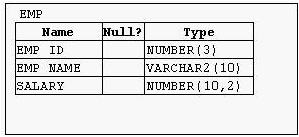 EMP
Name Null? Type
EMP ID NUMBER(3)
EMP NAME VARCHAR2(10)
SALARY NUMBER(10,2)